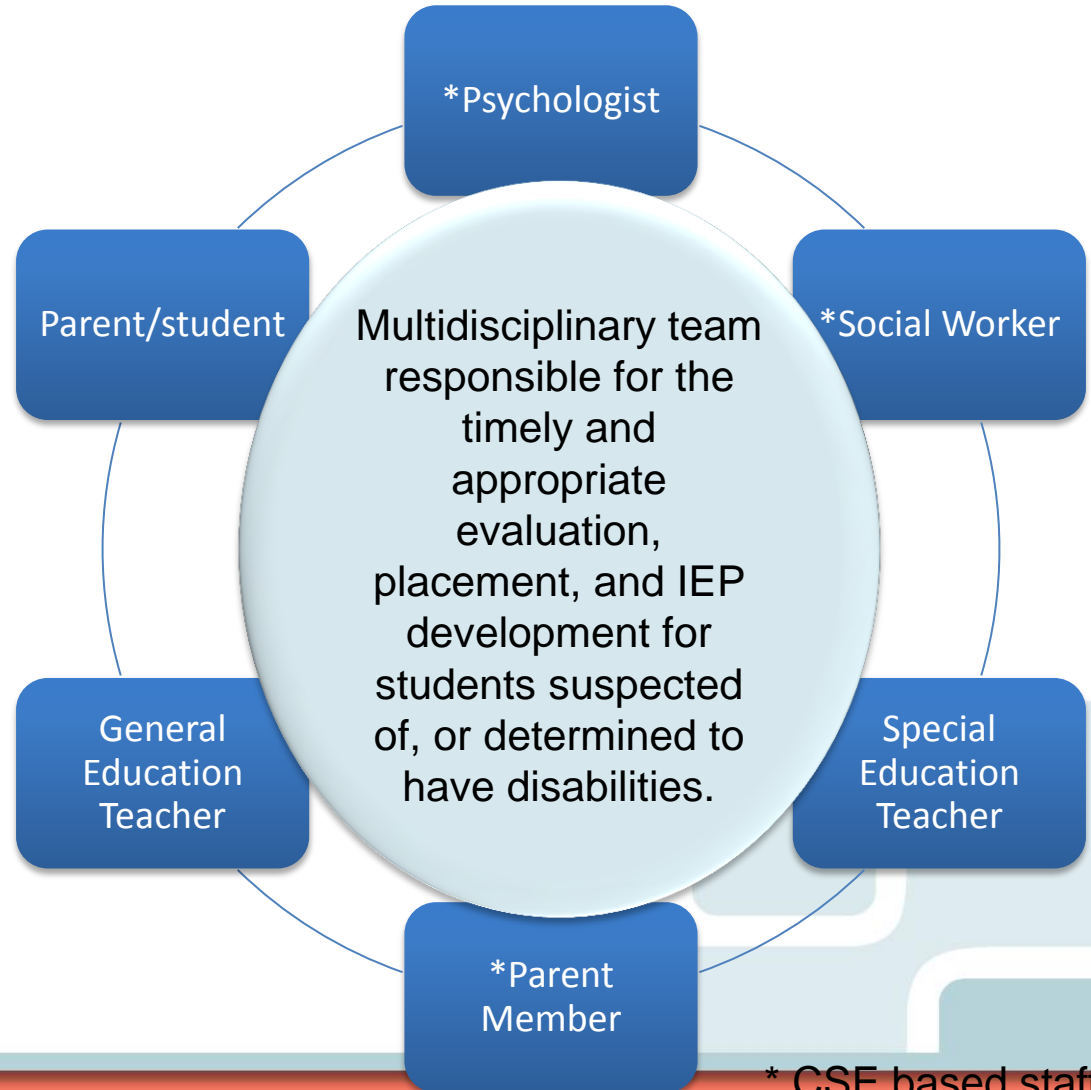 *Psychologist
*Social Worker
Special
Education
Teacher
*Parent
Member
General
Education
Teacher
Parent/student
Multidisciplinary team
responsible for the
timely and
appropriate
evaluation,
placement, and IEP
development for
students suspected
of, or determined to
have disabilities.
* CSE based staf